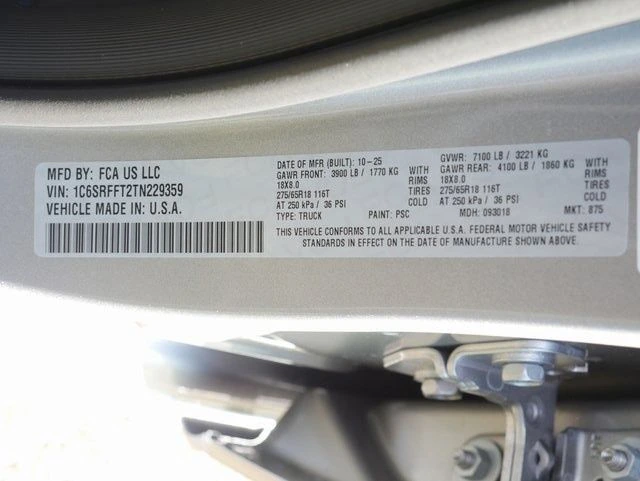 MFD BY: FCA US LLC
VIN: 1C6SRFFT2TN229359
VEHICLE MADE IN: U.S.A.
DATE OF MFR (BUILT): 10-25
GAWR FRONT: 3900 LB / 1770 KG WITH
18X8.0 RIMS
275/65R18 116T TIRES
AT 250 kPa / 36 PSI COLD
TYPE: TRUCK PAINT: PSC
GVWR: 7100 LB / 3221 KG
GAWR REAR: 4100 LB / 1860 KG WITH
18X8.0 RIMS
275/65R18 116T TIRES
AT 250 kPa / 36 PSI COLD
MDH: 093018 MKT: 875
THIS VEHICLE CONFORMS TO ALL APPLICABLE U.S.A. FEDERAL MOTOR VEHICLE SAFETY
STANDARDS IN EFFECT ON THE DATE OF MANUFACTURE SHOWN ABOVE.